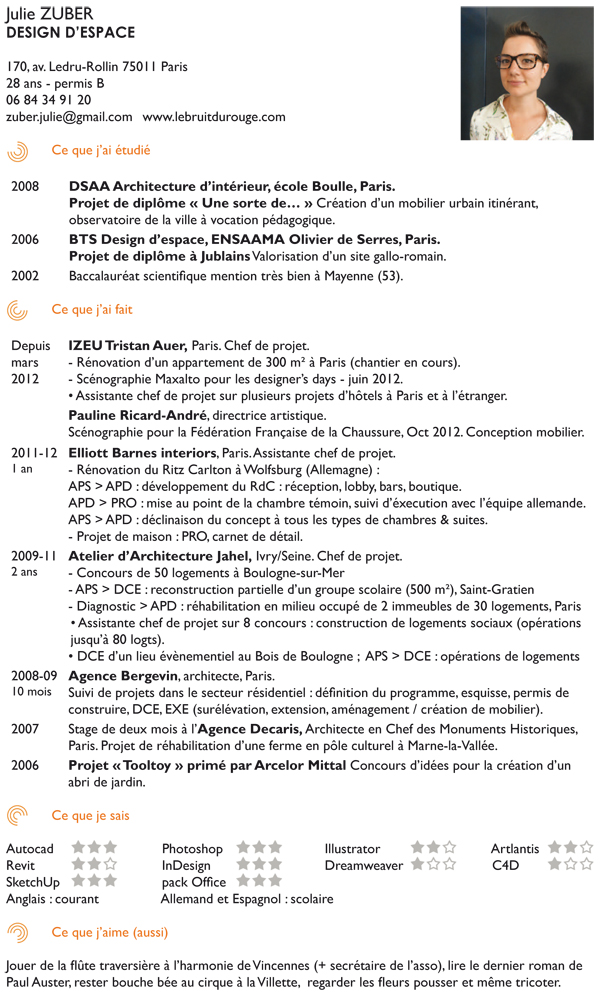 Julie ZUBER
DESIGN D'ESPACE
170, av. Ledru-Rollin 75011 Paris
28 ans - permis B
06 84 34 91 20
zuber.julie@gmail.com www.lebruitdurouge.com
Ce que j'ai étudié
2008 DSAA Architecture d'intérieur, école Boulle, Paris.
Projet de diplôme « Une sorte de… » Création d'un mobilier urbain itinérant,
observatoire de la ville à vocation pédagogique.
2006 BTS Design d'espace, ENSAAMA Olivier de Serres, Paris.
Projet de diplôme à Jublains Valorisation d'un site gallo-romain.
2002 Baccalauréat scientifique mention très bien à Mayenne (53).
Ce que j'ai fait
Depuis IZEU Tristan Auer, Paris. Chef de projet.
mars - Rénovation d'un appartement de 300 m² à Paris (chantier en cours).
2012 - Scénographie Maxalto pour les designer's days - juin 2012.
• Assistante chef de projet sur plusieurs projets d'hôtels à Paris et à l'étranger.
Pauline Ricard-André, directrice artistique.
Scénographie pour la Fédération Française de la Chaussure, Oct 2012. Conception mobilier.
2011-12 Elliott Barnes interiors, Paris. Assistante chef de projet.
1 an - Rénovation du Ritz Carlton à Wolfsburg (Allemagne) :
APS > APD : développement du RdC : réception, lobby, bars, boutique.
APD > PRO : mise au point de la chambre témoin, suivi d'éxecution avec l'équipe allemande.
APS > APD : déclinaison du concept à tous les types de chambres & suites.
- Projet de maison : PRO, carnet de détail.
2009-11 Atelier d'Architecture Jahel, Ivry/Seine. Chef de projet.
2 ans - Concours de 50 logements à Boulogne-sur-Mer
- APS > DCE : reconstruction partielle d'un groupe scolaire (500 m²), Saint-Gratien
- Diagnostic > APD : réhabilitation en milieu occupé de 2 immeubles de 30 logements, Paris
• Assistante chef de projet sur 8 concours : construction de logements sociaux (opérations
jusqu'à 80 logts).
• DCE d'un lieu évènementiel au Bois de Boulogne ; APS > DCE : opérations de logements
2008-09 Agence Bergevin, architecte, Paris.
10 mois Suivi de projets dans le secteur résidentiel : définition du programme, esquisse, permis de
construire, DCE, EXE (surélévation, extension, aménagement / création de mobilier).
2007 Stage de deux mois à l'Agence Decaris, Architecte en Chef des Monuments Historiques,
Paris. Projet de réhabilitation d'une ferme en pôle culturel à Marne-la-Vallée.
2006 Projet « Tooltoy » primé par Arcelor Mittal Concours d'idées pour la création d'un
abri de jardin.
Ce que je sais
Autocad ★★★ Photoshop ★★★ Illustrator ★★☆ Artlantis ★★☆
Revit ★★☆ InDesign ★★★ Dreamweaver ★☆☆ C4D ★☆☆
SketchUp ★★★ pack Office ★★★
Anglais : courant Allemand et Espagnol : scolaire
Ce que j'aime (aussi)
Jouer de la flûte traversière à l'harmonie de Vincennes (+ secrétaire de l'asso), lire le dernier roman de
Paul Auster, rester bouche bée au cirque à la Villette, regarder les fleurs pousser et même tricoter.